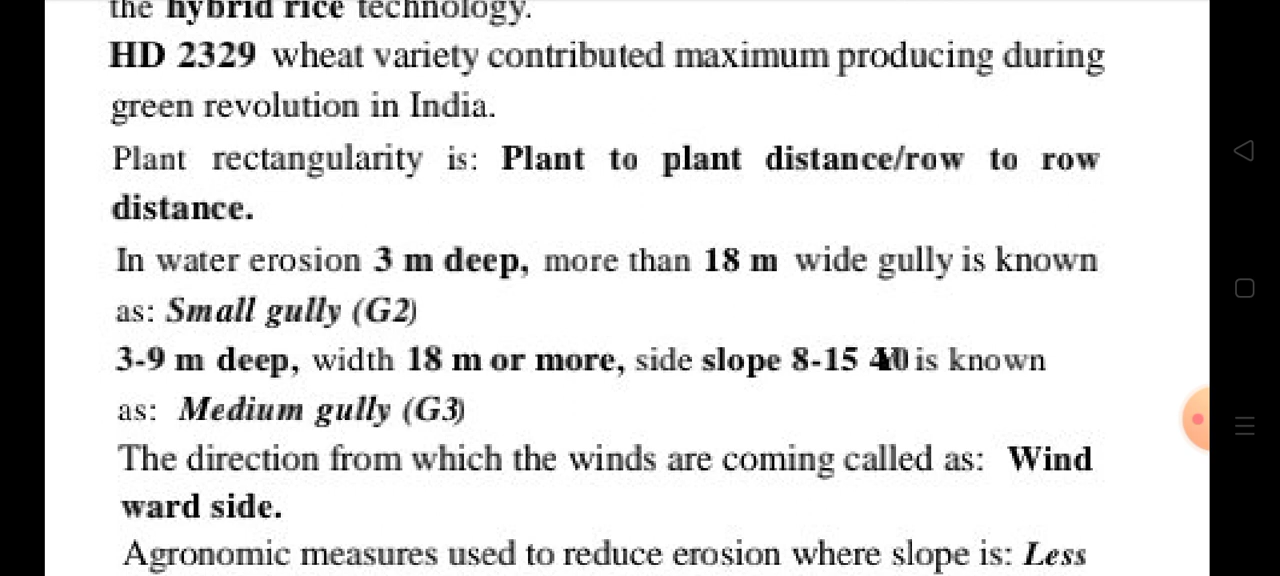 the hybrid rice technology.
HD 2329 wheat variety contributed maximum producing during
green revolution in India.
Plant rectangularity is: Plant to plant distance/row to row
distance.
In water erosion 3 m deep, more than 18 m wide gully is known
as: Small gully (G2)
3-9 m deep, width 18 m or more, side slope 8-15 is known
as: Medium gully (G3)
The direction from which the winds are coming called as: Wind
ward side.
Agronomic measures used to reduce erosion where slope is: Less